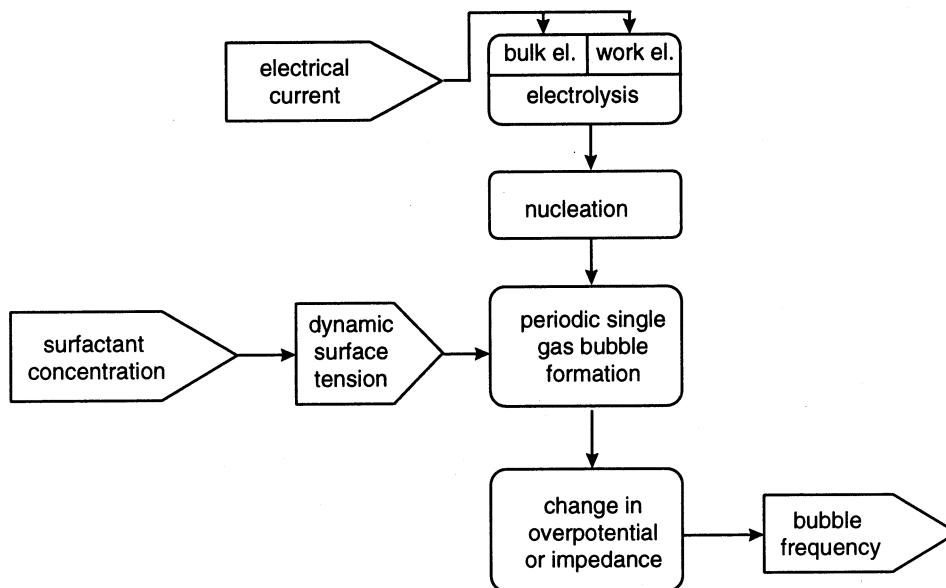 electrical
current
bulk el.
work el.
electrolysis
nucleation
periodic single
gas bubble
formation
dynamic
surface
tension
surfactant
concentration
change in
overpotential
or impedance
bubble
frequency